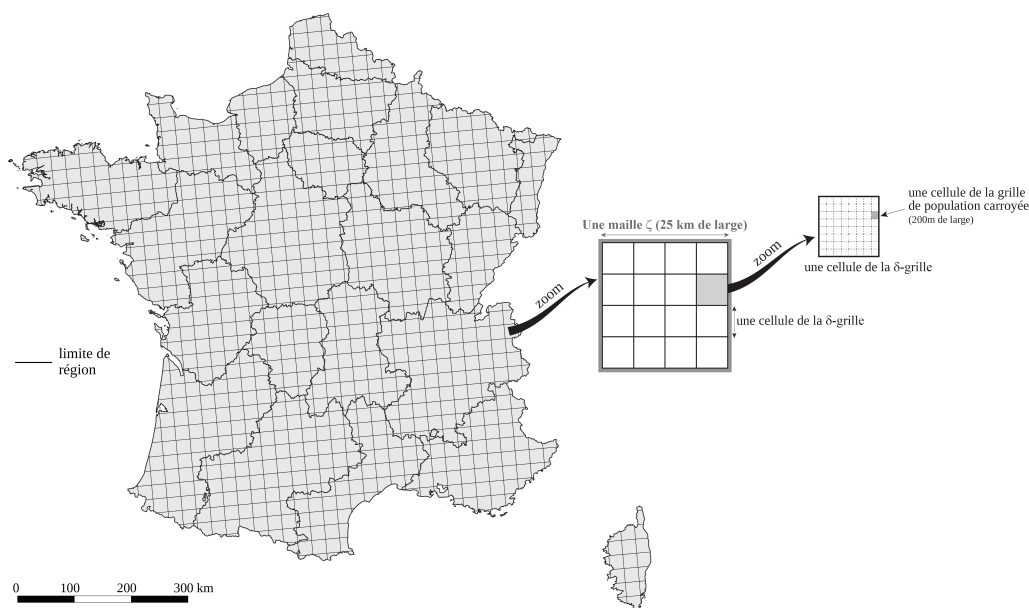 une cellule de la grille
de population carroyée
(200m de large)
Une maille ζ (25 km de large)
zoom
zoom
une cellule de la δ-grille
une cellule de la δ-grille
limite de
région
0 100 200 300 km